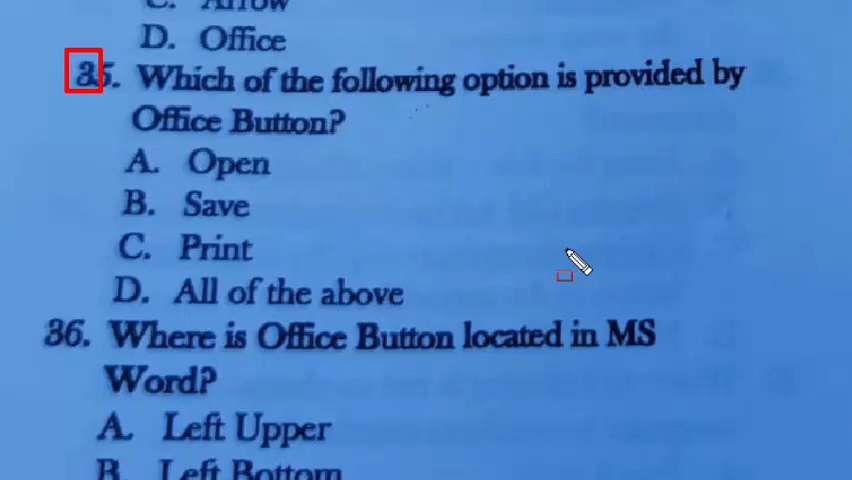 C. Arrow
D. Office
35. Which of the following option is provided by
Office Button?
A. Open
B. Save
C. Print
D. All of the above
36. Where is Office Button located in MS
Word?
A. Left Upper
B. Left Bottom